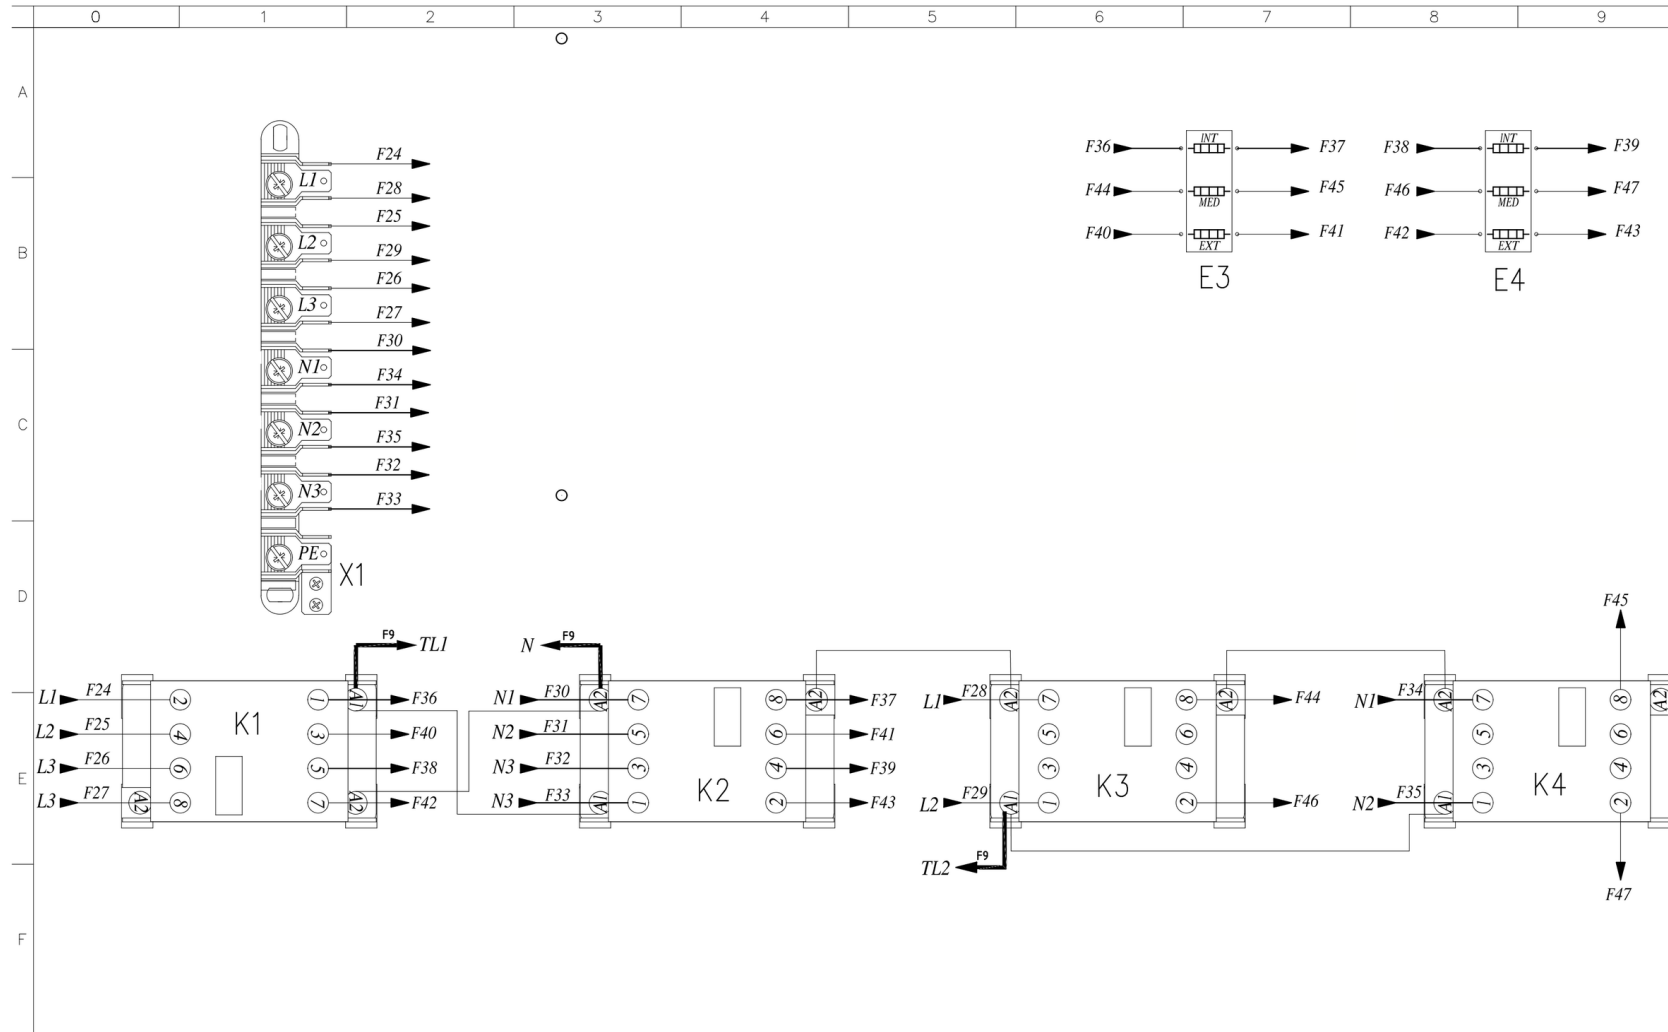 0 1 2 3 4 5 6 7 8 9
A
F24
INT INT
F36 F37 F38 F39
L1
F28
F44 F45 F46 F47
MED MED
F25
F40 F41 F42 F43
L2
EXT EXT
B
F29
E3 E4
F26
L3
F27
F30
N1
F34
F31
C
N2
F35
F32
N3
F33
PE
X1
D
F45
F9 F9
TL1 N
L1 F24 2 1 A1 F36 N1 F30 A2 7 8 A2 F37 L1 F28 A2 7 8 A2 F44 N1 F34 A2 7 8 A2
K1
L2 F25 4 3 F40 N2 F31 5 6 F41 5 6 5 6
L3 F26 6 5 F38 N3 F32 3 4 F39 3 4 3 4
E
K2 K3 K4
L3 F27 A2 8 7 A2 F42 N3 F33 A1 1 2 F43 L2 F29 A1 1 2 F46 N2 F35 A1 1 2
F9
TL2
F47
F